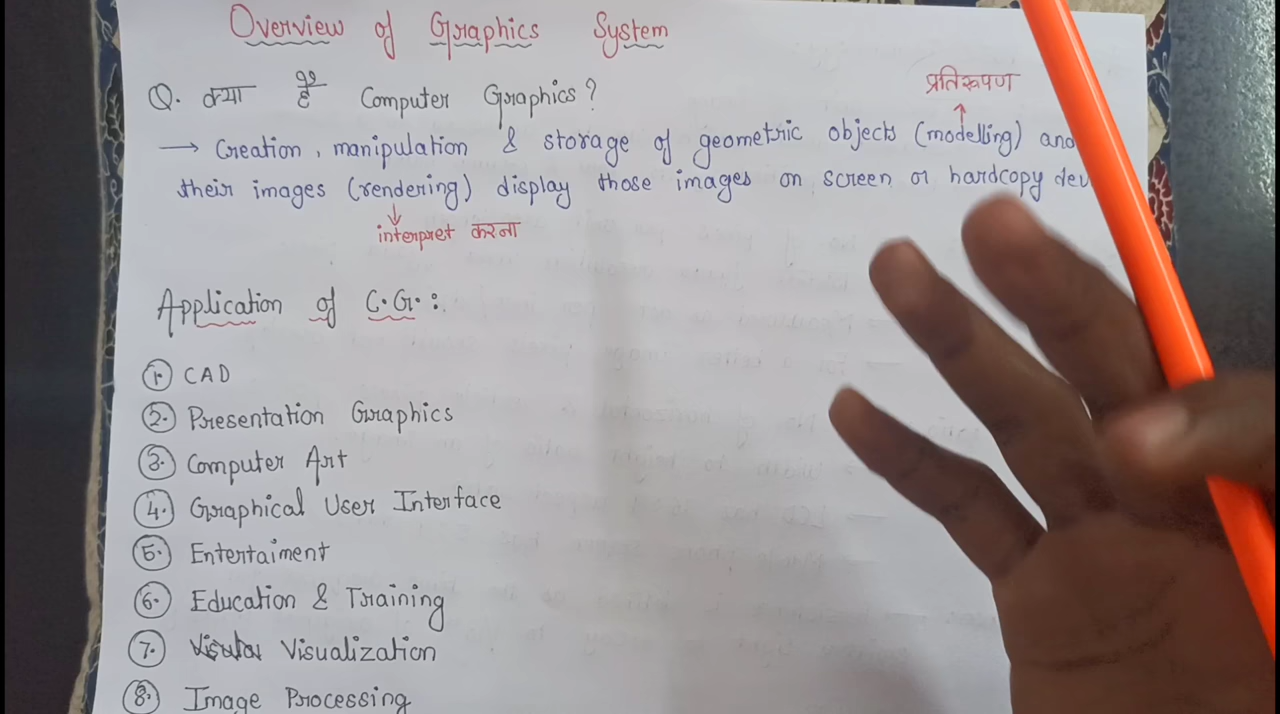 Overview of Graphics System
Q. क्या है Computer Graphics?
प्रतिरूपण
→ Creation, manipulation & storage of geometric objects (modelling) and
their images (rendering) display those images on screen or hardcopy dev
interpret करना
Application of C.G.:
1. CAD
2. Presentation Graphics
3. Computer Art
4. Graphical User Interface
5. Entertaiment
6. Education & Training
7. Visualization
8. Image Processing